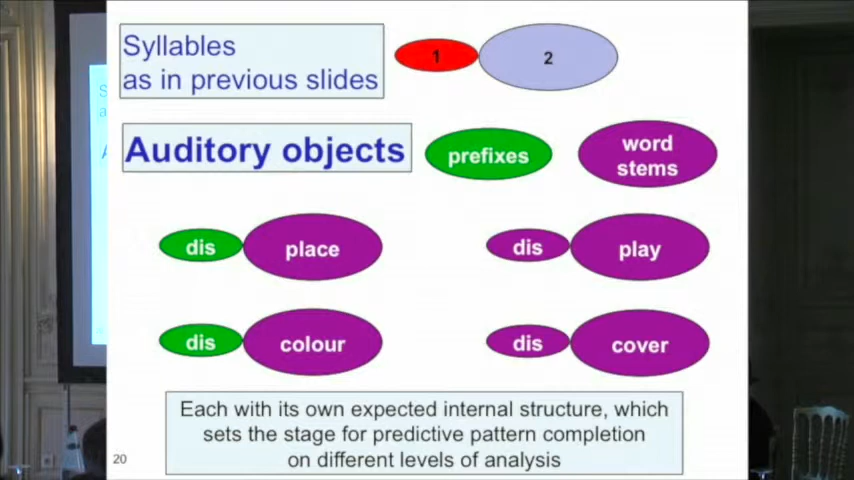 Syllables
as in previous slides
1
2
Auditory objects
prefixes
word
stems
dis
place
dis
play
dis
colour
dis
cover
Each with its own expected internal structure, which
sets the stage for predictive pattern completion
on different levels of analysis
20